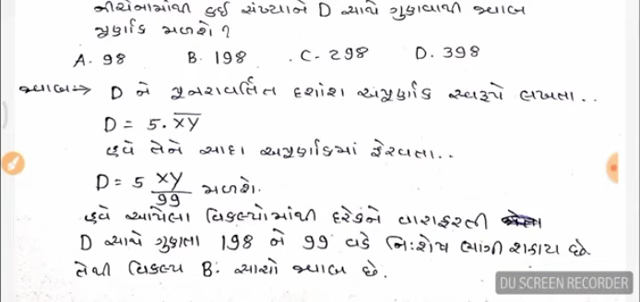 નીચેનામાંથી કઈ સંખ્યાને D સાથે ગુણવાથી જવાબ
પૂર્ણાંક મળશે ?
A. 98 B. 198 .C. 298 D. 398
જવાબ→ D ને પુનરાવર્તિત દશાંશ અપૂર્ણાંક સ્વરૂપે લખતા..
D = 5.X̅Y̅
હવે તેને સાદા અપૂર્ણાંકમાં ફેરવતા..
D = 5 XY/99 મળશે.
હવે આપેલા વિકલ્પોમાંથી દરેકને વારાફરતી
D સાથે ગુણતા 198 ને 99 વડે નિઃશેષ ભાગી શકાય છે.
તેથી વિકલ્પ B: સાચો જવાબ છે.
DU SCREEN RECORDER